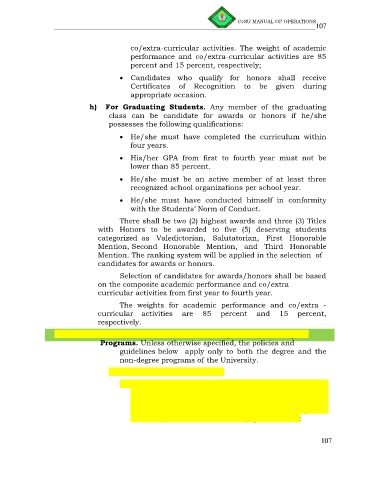 CvSU MANUAL OF OPERATIONS
107
co/extra-curricular activities. The weight of academic
performance and co/extra-curricular activities are 85
percent and 15 percent, respectively;
• Candidates who qualify for honors shall receive
Certificates of Recognition to be given during
appropriate occasion.
h) For Graduating Students. Any member of the graduating
class can be candidate for awards or honors if he/she
possesses the following qualifications:
• He/she must have completed the curriculum within
four years.
• His/her GPA from first to fourth year must not be
lower than 85 percent.
• He/she must be an active member of at least three
recognized school organizations per school year.
• He/she must have conducted himself in conformity
with the Students' Norm of Conduct.
There shall be two (2) highest awards and three (3) Titles
with Honors to be awarded to five (5) deserving students
categorized as Valedictorian, Salutatorian, First Honorable
Mention, Second Honorable Mention, and Third Honorable
Mention. The ranking system will be applied in the selection of
candidates for awards or honors.
Selection of candidates for awards/honors shall be based
on the composite academic performance and co/extra
curricular activities from first year to fourth year.
The weights for academic performance and co/extra -
curricular activities are 85 percent and 15 percent,
respectively.
Programs. Unless otherwise specified, the policies and
guidelines below apply only to both the degree and the
non-degree programs of the University.
107